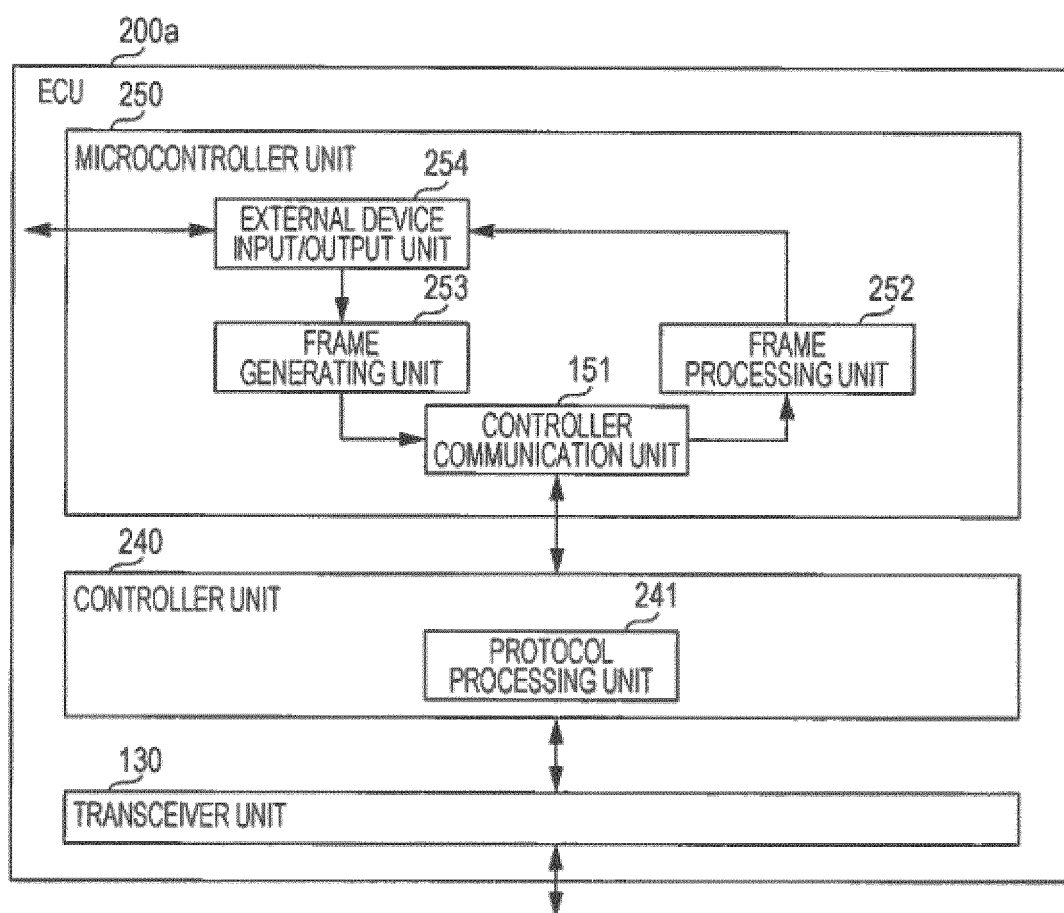 200a
ECU
250
MICROCONTROLLER UNIT
254
EXTERNAL DEVICE
INPUT/OUTPUT UNIT
253
FRAME
GENERATING UNIT
252
FRAME
PROCESSING UNIT
151
CONTROLLER
COMMUNICATION UNIT
240
CONTROLLER UNIT
241
PROTOCOL
PROCESSING UNIT
130
TRANSCEIVER UNIT